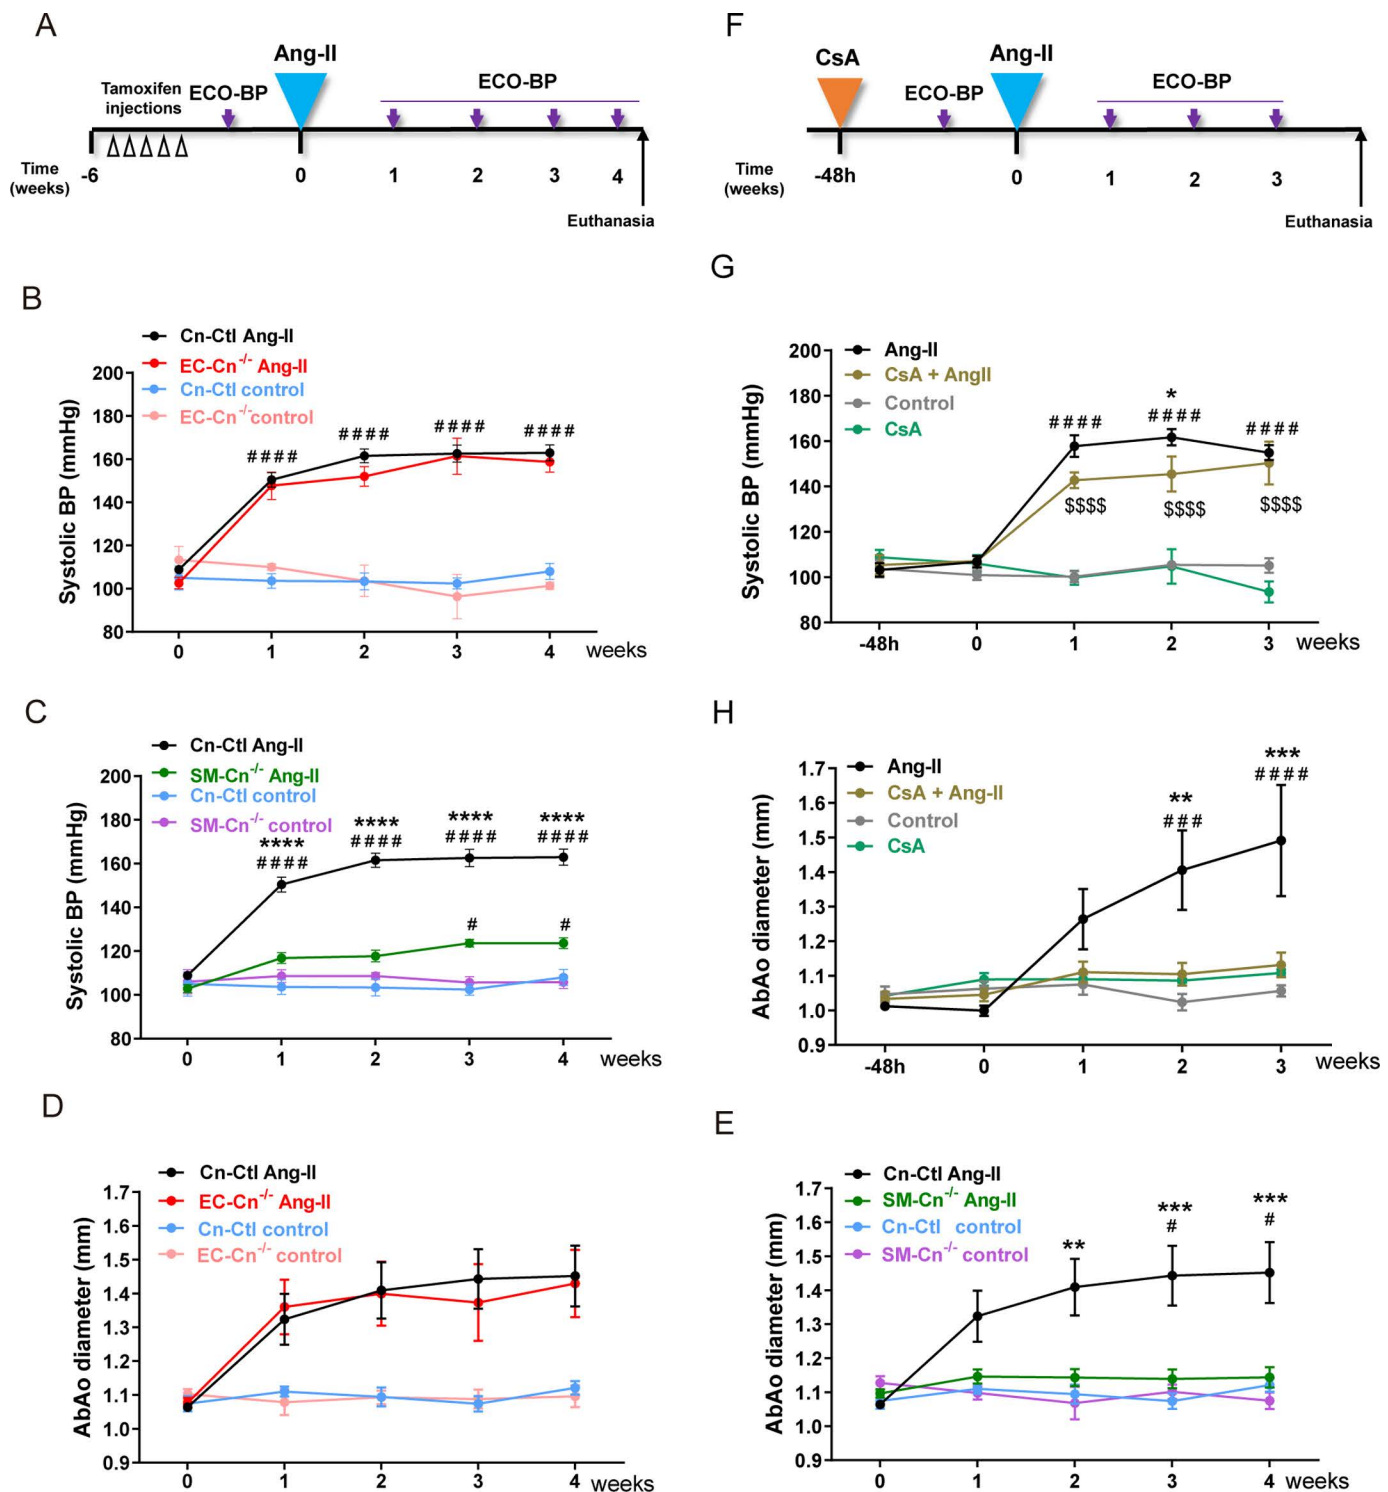 A
Ang-II
Tamoxifen
injections
ECO-BP
ECO-BP
Time
(weeks)
-6
0
1
2
3
4
Euthanasia
F
CsA
Ang-II
ECO-BP
ECO-BP
Time
(weeks)
-48h
0
1
2
3
Euthanasia
B
Cn-Ctl Ang-II
EC-Cn-/- Ang-II
Cn-Ctl control
EC-Cn-/- control
Systolic BP (mmHg)
200
180
160
140
120
100
80
####
####
####
####
0 1 2 3 4 weeks
G
Ang-II
CsA + AngII
Control
CsA
Systolic BP (mmHg)
200
180
160
140
120
100
80
*
####
####
####
$$$$
$$$$
$$$$
-48h 0 1 2 3 weeks
C
Cn-Ctl Ang-II
SM-Cn-/- Ang-II
Cn-Ctl control
SM-Cn-/- control
Systolic BP (mmHg)
200
180
160
140
120
100
80
**** **** **** ****
#### #### #### ####
# #
0 1 2 3 4 weeks
H
Ang-II
CsA + Ang-II
Control
CsA
AbAo diameter (mm)
1.7
1.6
1.5
1.4
1.3
1.2
1.1
1.0
0.9
** ***
### ####
-48h 0 1 2 3 weeks
D
Cn-Ctl Ang-II
EC-Cn-/- Ang-II
Cn-Ctl control
EC-Cn-/- control
AbAo diameter (mm)
1.7
1.6
1.5
1.4
1.3
1.2
1.1
1.0
0.9
0 1 2 3 4 weeks
E
Cn-Ctl Ang-II
SM-Cn-/- Ang-II
Cn-Ctl control
SM-Cn-/- control
AbAo diameter (mm)
1.7
1.6
1.5
1.4
1.3
1.2
1.1
1.0
0.9
** *** ***
# #
0 1 2 3 4 weeks